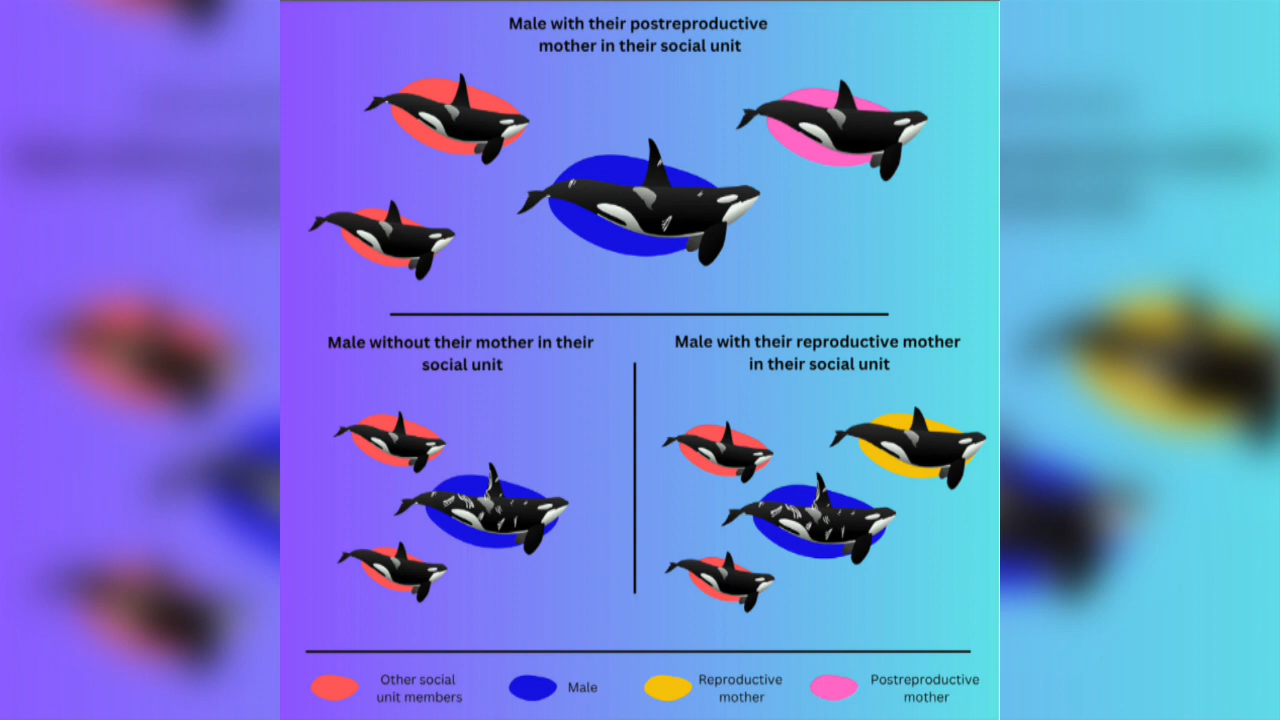 Male with their postreproductive
mother in their social unit
Male without their mother in their
social unit
Male with their reproductive mother
in their social unit
Other social
unit members
Male
Reproductive
mother
Postreproductive
mother